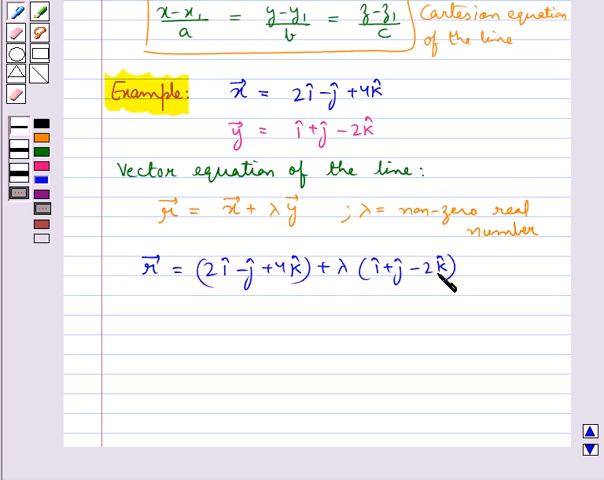 x-x₁/a = y-y₁/b = z-z₁/c Cartesian equation of the line
Example: x⃗ = 2î-ĵ+4k̂
y⃗ = î+ĵ-2k̂
Vector equation of the line:
r⃗ = x⃗ + λy⃗ ; λ = non-zero real number
r⃗ = (2î-ĵ+4k̂)+λ(î+ĵ-2k̂)